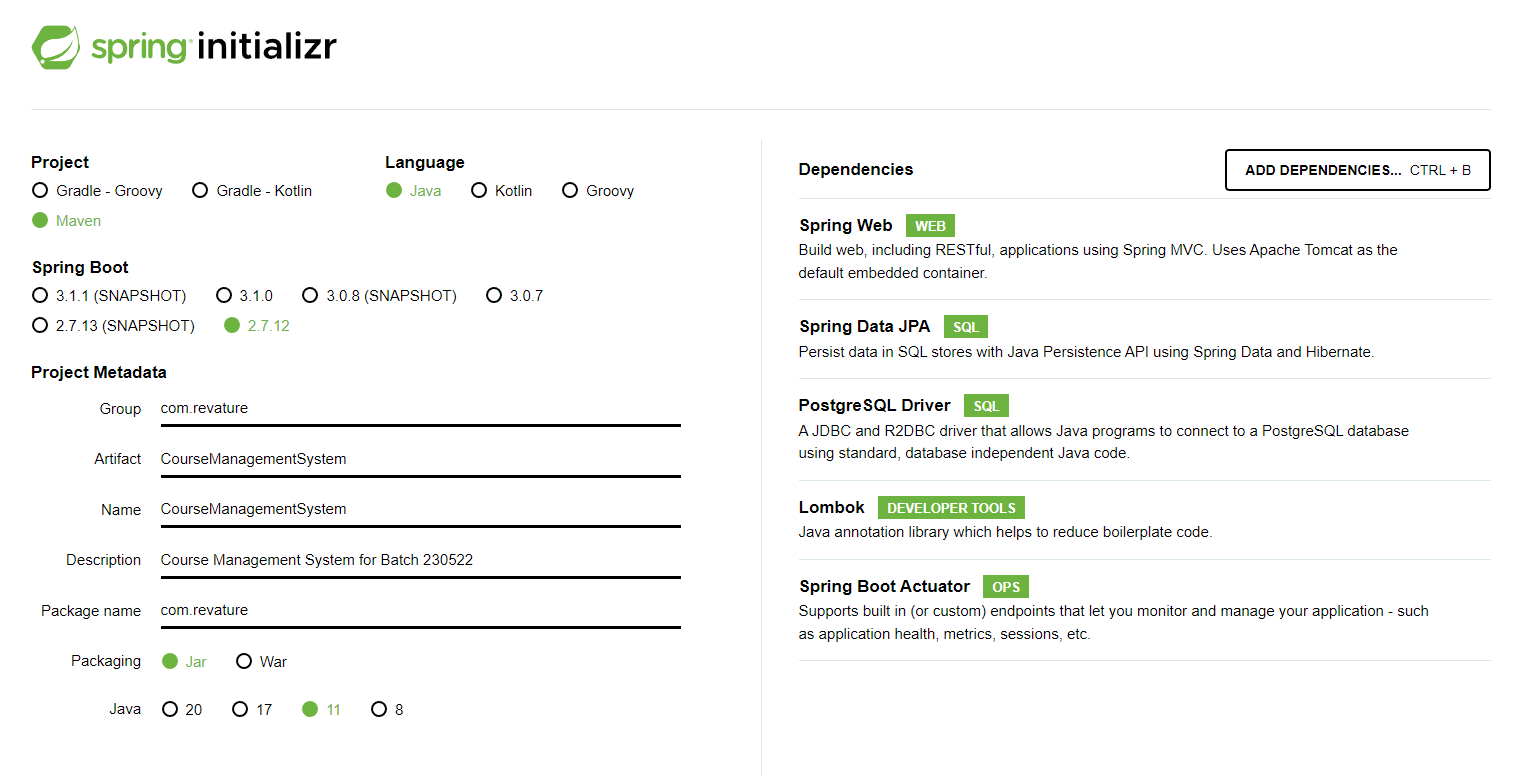 spring initializr
Project
Gradle - Groovy Gradle - Kotlin
Maven
Language
Java Kotlin Groovy
Spring Boot
3.1.1 (SNAPSHOT) 3.1.0 3.0.8 (SNAPSHOT) 3.0.7
2.7.13 (SNAPSHOT) 2.7.12
Project Metadata
Group com.revature
Artifact CourseManagementSystem
Name CourseManagementSystem
Description Course Management System for Batch 230522
Package name com.revature
Packaging Jar War
Java 20 17 11 8
Dependencies ADD DEPENDENCIES... CTRL + B
Spring Web WEB
Build web, including RESTful, applications using Spring MVC. Uses Apache Tomcat as the
default embedded container.
Spring Data JPA SQL
Persist data in SQL stores with Java Persistence API using Spring Data and Hibernate.
PostgreSQL Driver SQL
A JDBC and R2DBC driver that allows Java programs to connect to a PostgreSQL database
using standard, database independent Java code.
Lombok DEVELOPER TOOLS
Java annotation library which helps to reduce boilerplate code.
Spring Boot Actuator OPS
Supports built in (or custom) endpoints that let you monitor and manage your application - such
as application health, metrics, sessions, etc.